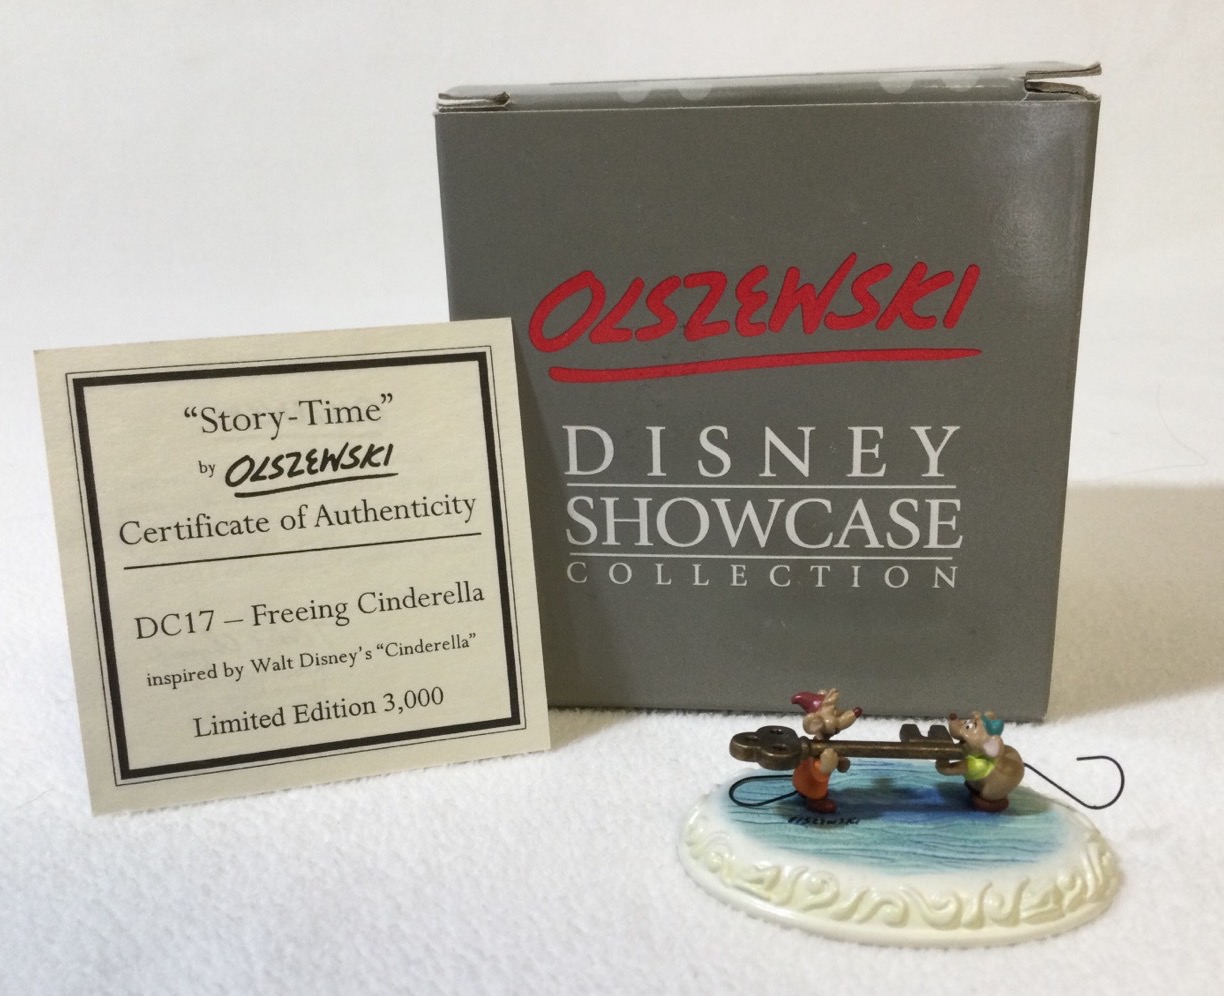 "Story-Time"
by OLSZEWSKI
Certificate of Authenticity
DC17 – Freeing Cinderella
inspired by Walt Disney's "Cinderella"
Limited Edition 3,000
OLSZEWSKI
DISNEY
SHOWCASE
COLLECTION
OLSZEWSKI